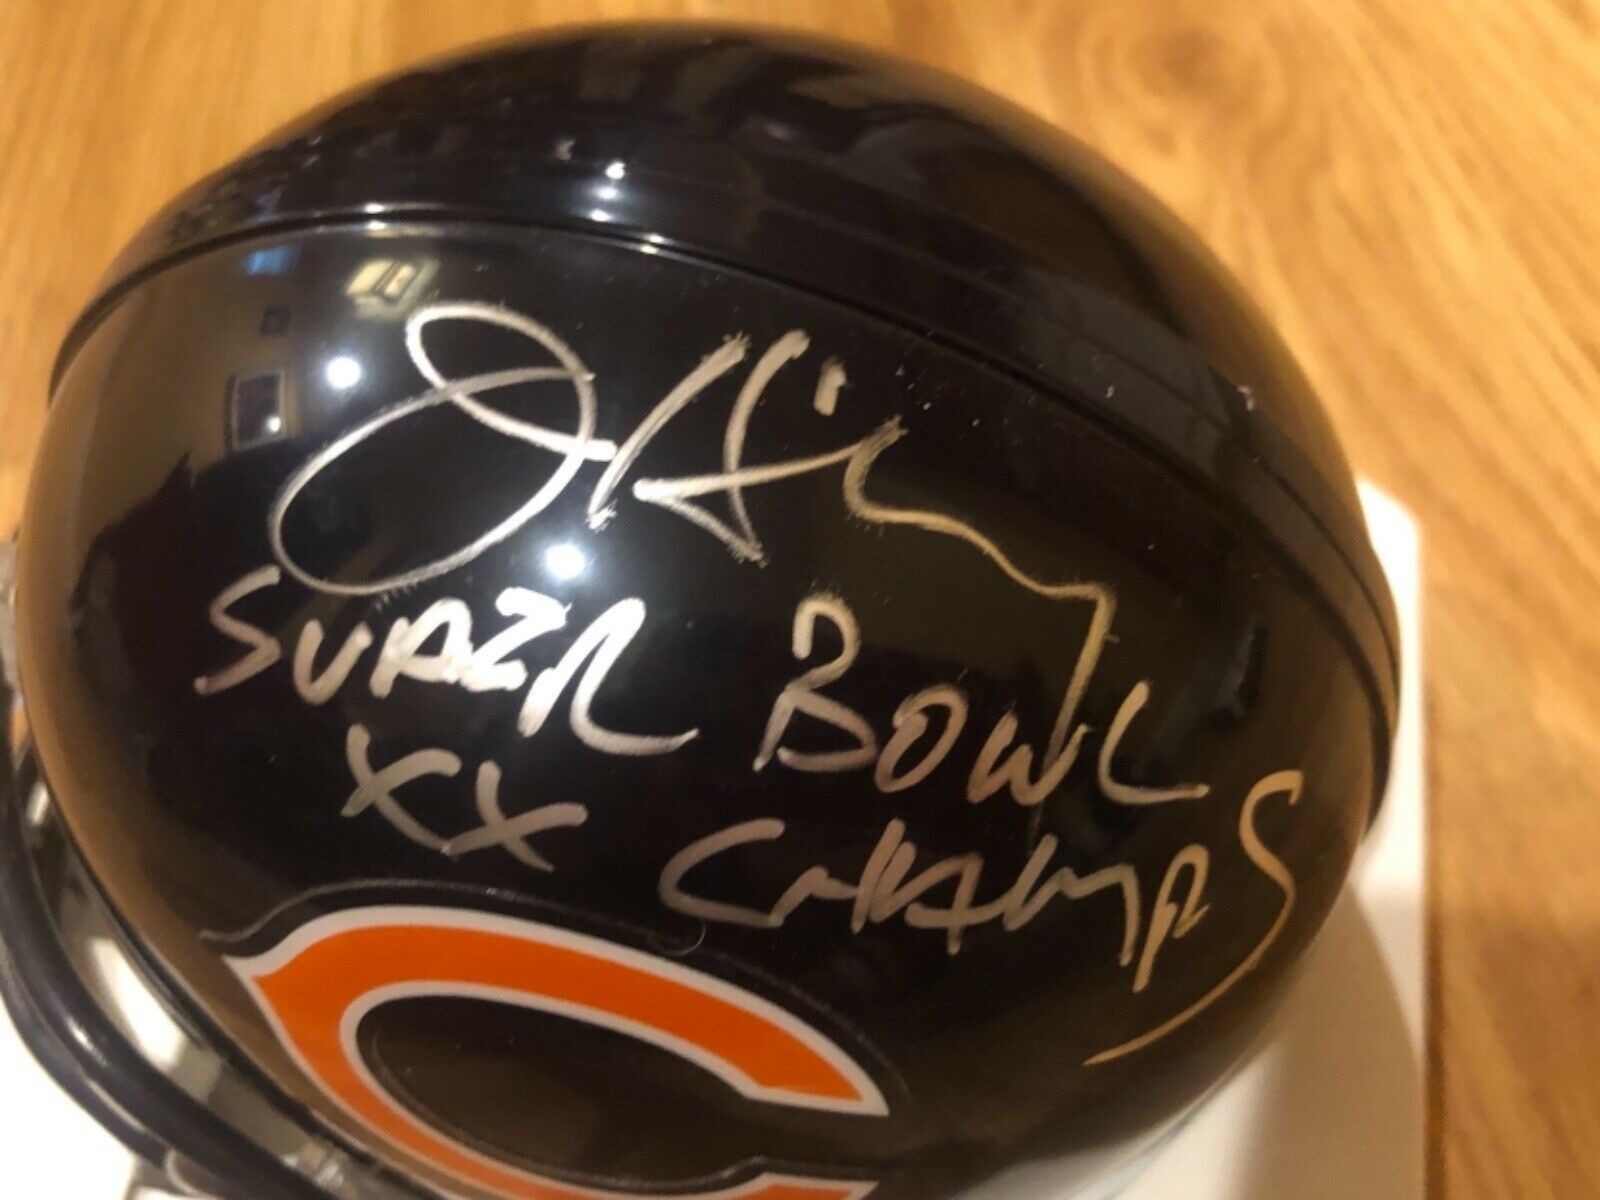 SUPER BOWL
XX CHAMPS
C